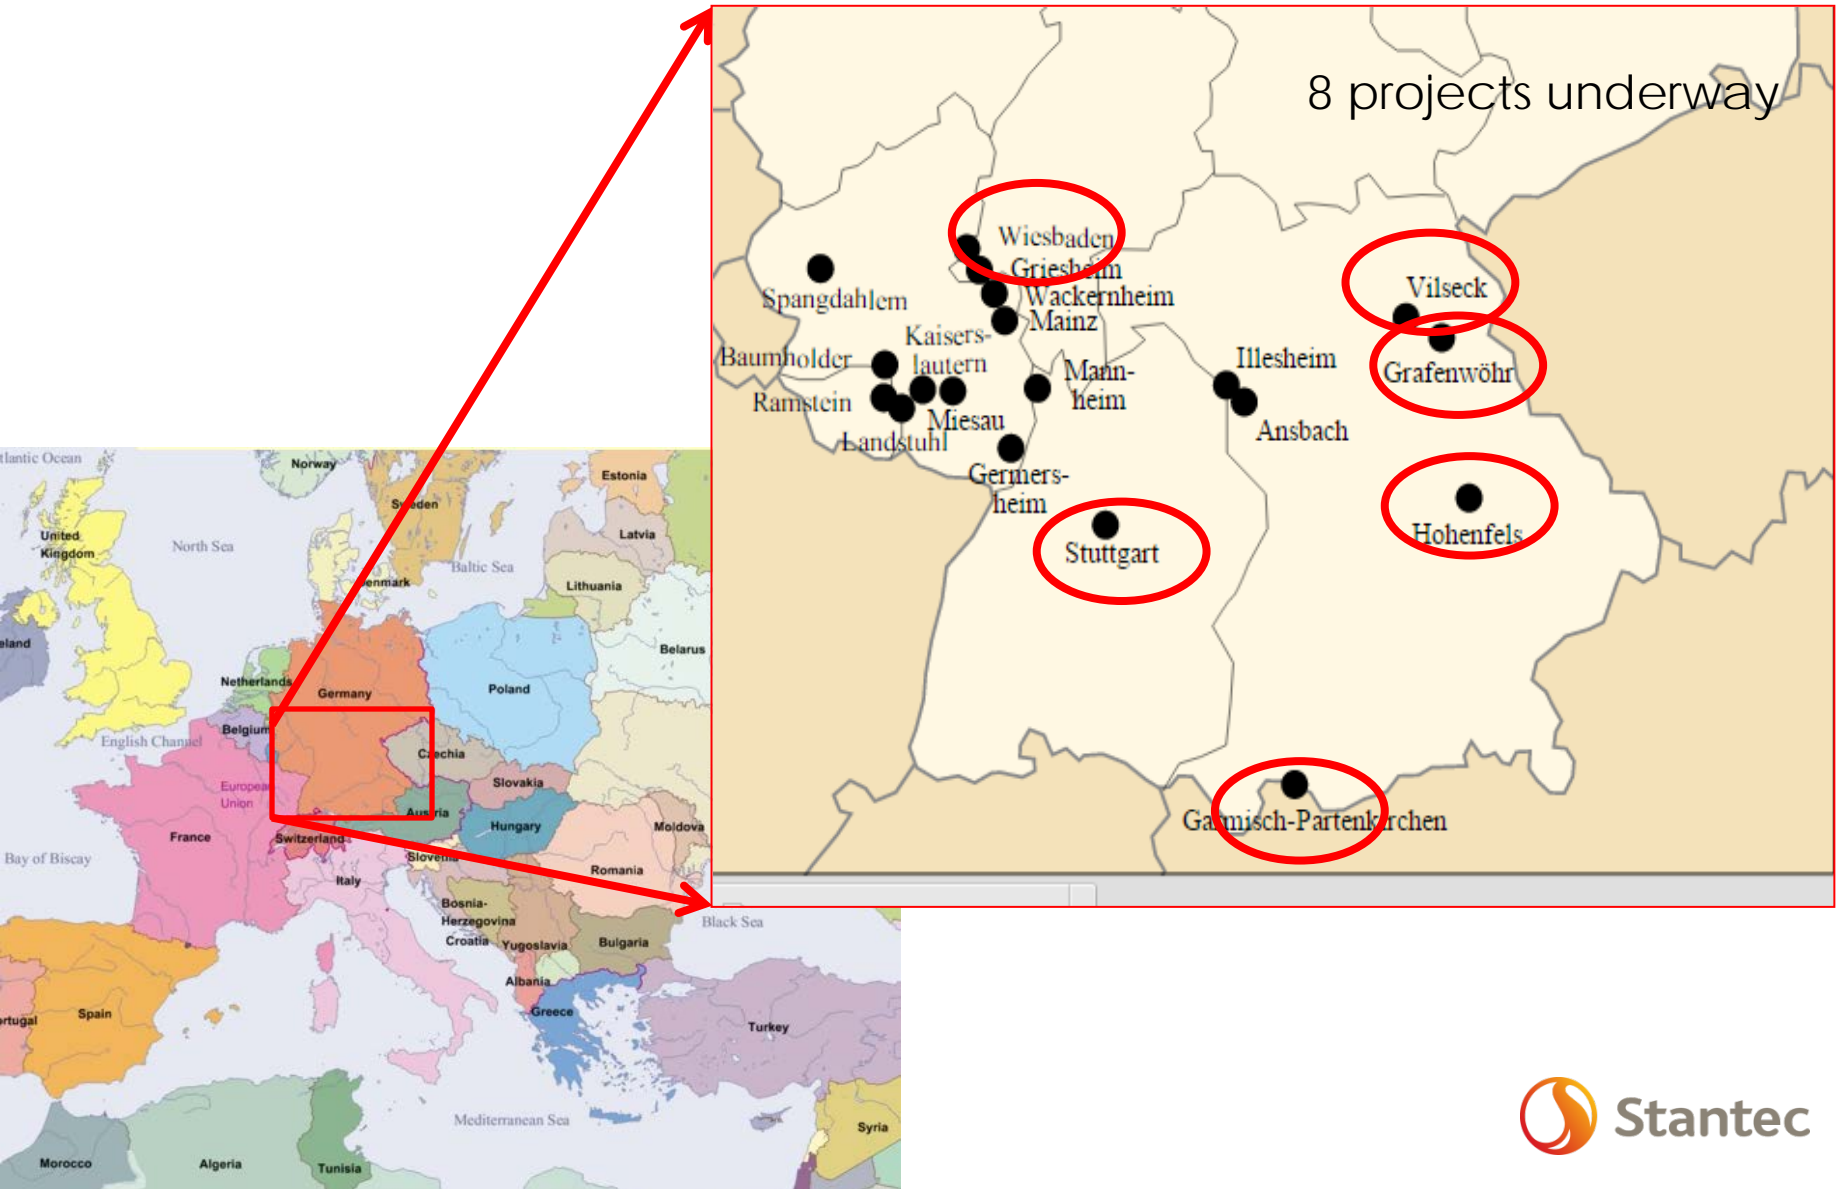 8 projects underway
Wiesbaden
Griesheim
Wackernheim
Mainz
Spangdahlem
Kaisers-
lautern
Baumholder
Ramstein
Miesau
Landstuhl
Mann-
heim
Germers-
heim
Illesheim
Ansbach
Vilseck
Grafenwöhr
Hohenfels
Stuttgart
Garmisch-Partenkirchen
tlantic Ocean
Norway
Sweden
Estonia
Latvia
United
Kingdom
North Sea
enmark
Baltic Sea
Lithuania
eland
Belarus
Netherlands
Germany
Poland
Belgium
English Channel
Czechia
European
Union
Slovakia
Austria
France
Switzerland
Hungary
Moldova
Bay of Biscay
Slovenia
Italy
Romania
Bosnia-
Herzegovina
Croatia
Yugoslavia
Bulgaria
Black Sea
Albania
Greece
ortugal
Spain
Turkey
Mediterranean Sea
Syria
Morocco
Algeria
Tunisia
Stantec